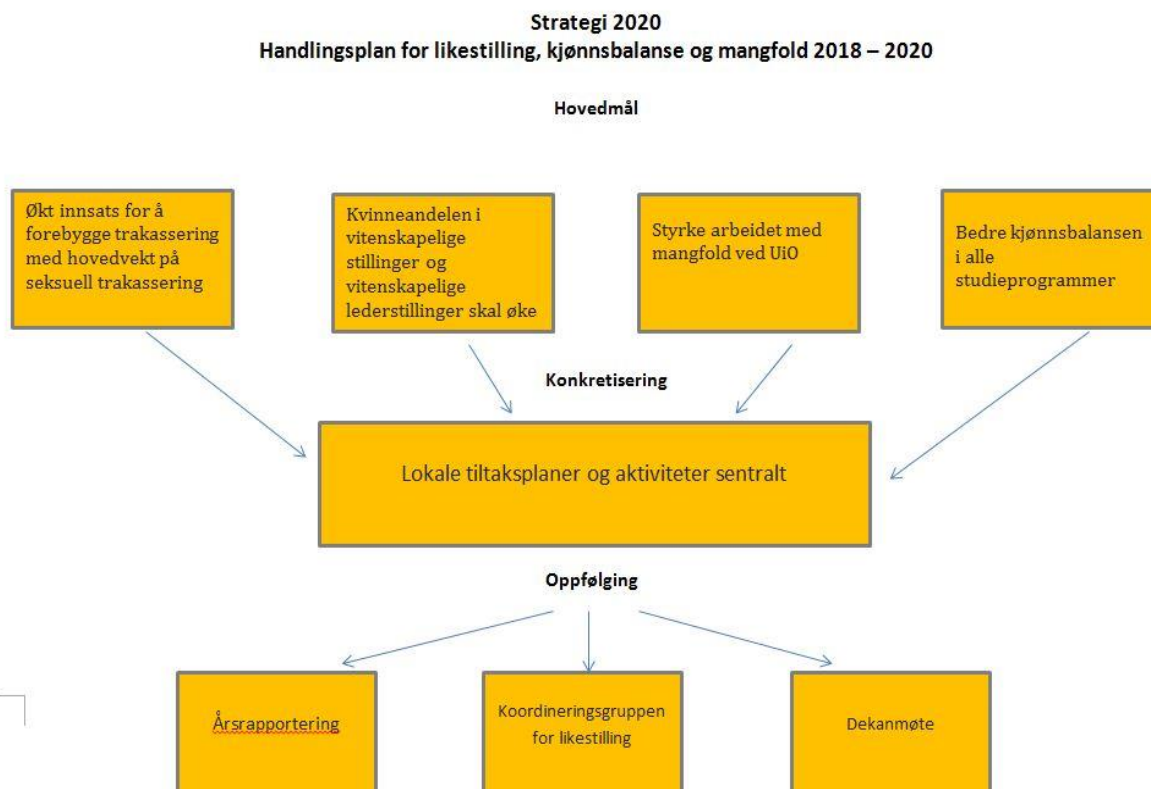 Strategi 2020
Handlingsplan for likestilling, kjønnsbalanse og mangfold 2018 – 2020
Hovedmål
Økt innsats for å
forebygge trakassering
med hovedvekt på
seksuell trakassering
Kvinneandelen i
vitenskapelige
stillinger og
vitenskapelige
lederstillinger skal øke
Styrke arbeidet med
mangfold ved UiO
Bedre kjønnsbalansen
i alle
studieprogrammer
Konkretisering
Lokale tiltaksplaner og aktiviteter sentralt
Oppfølging
Årsrapportering
Koordineringsgruppen
for likestilling
Dekanmøte